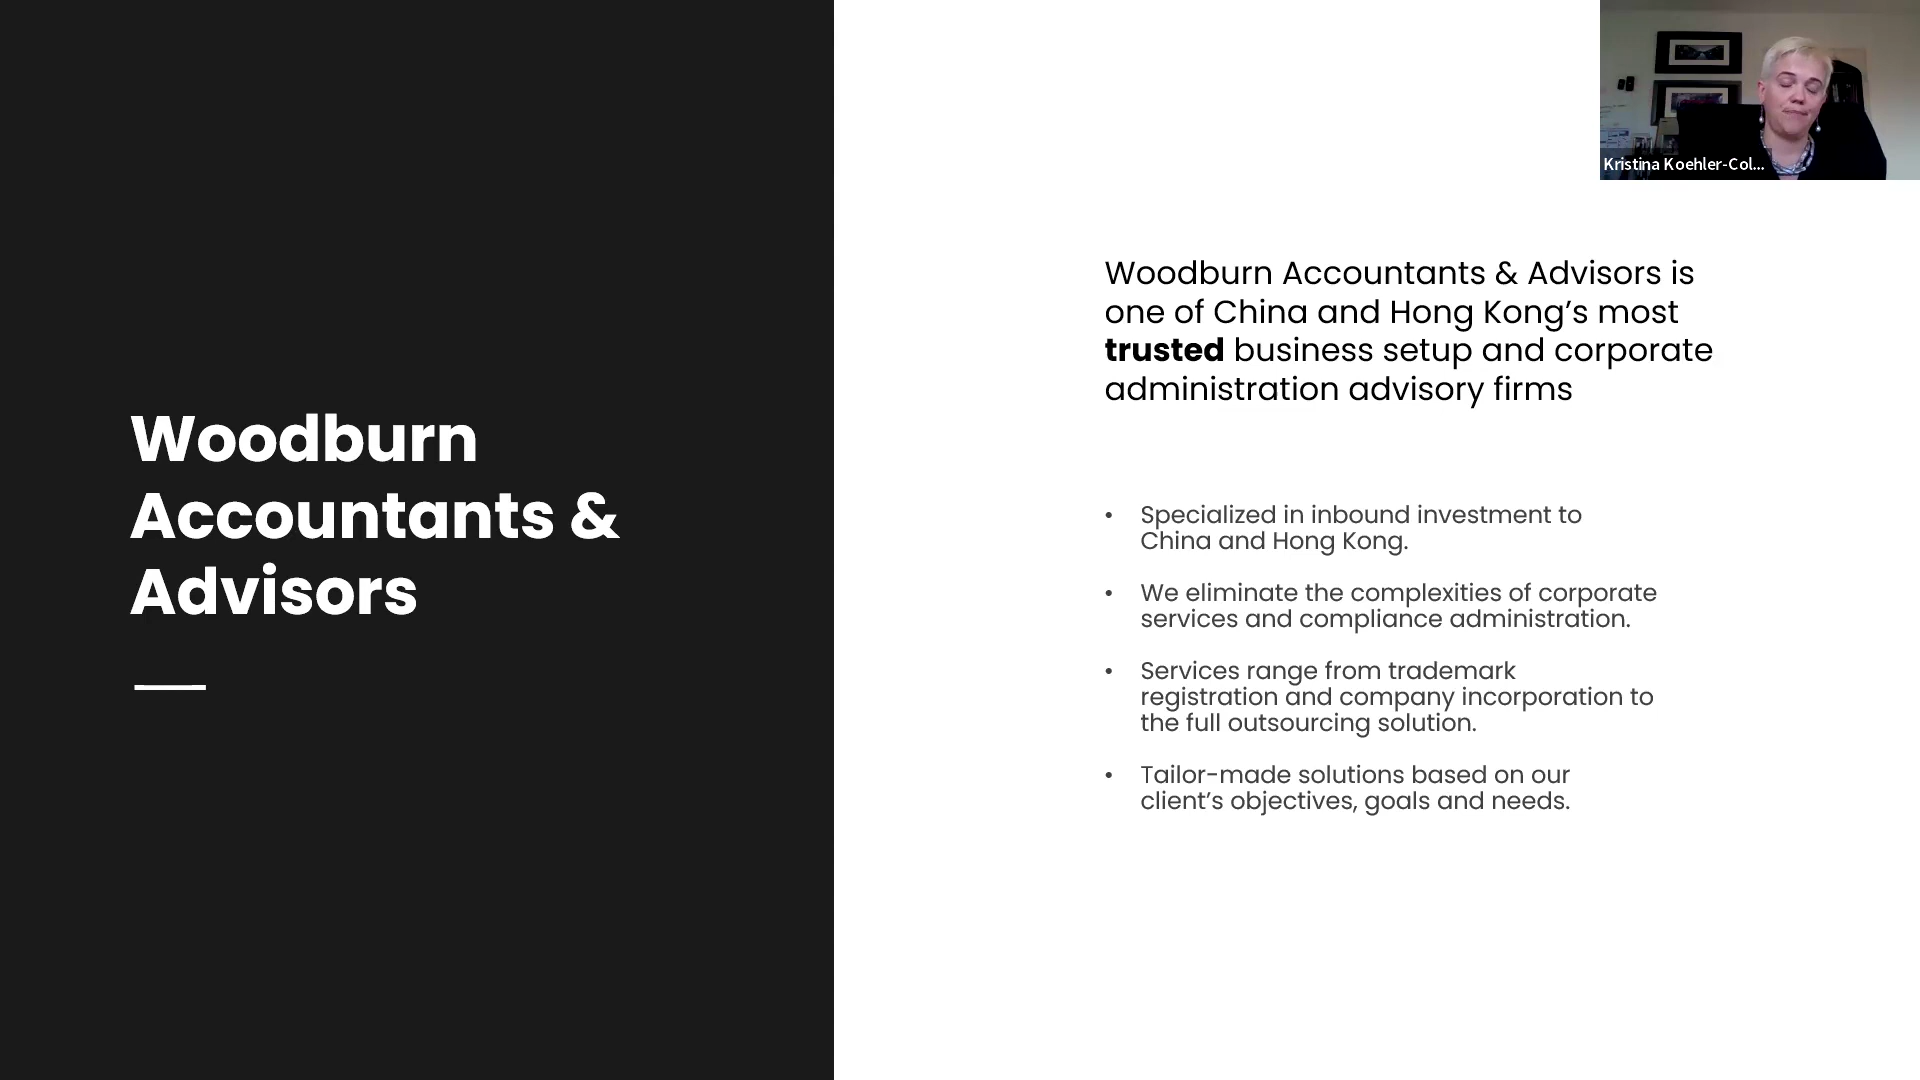 Woodburn
Accountants &
Advisors
Kristina Koehler-Col...
Woodburn Accountants & Advisors is
one of China and Hong Kong’s most
trusted business setup and corporate
administration advisory firms
• Specialized in inbound investment to
China and Hong Kong.
• We eliminate the complexities of corporate
services and compliance administration.
• Services range from trademark
registration and company incorporation to
the full outsourcing solution.
• Tailor-made solutions based on our
client’s objectives, goals and needs.